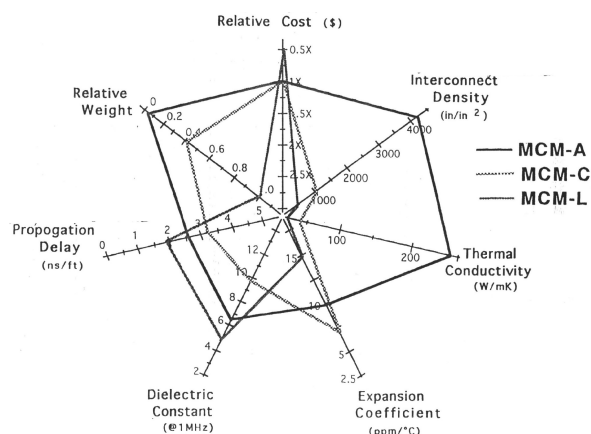 Relative Cost ($)
0.5X
1X
1.5X
2X
2.5X
Interconnect
Density
(in/in 2 )
4000
3000
2000
1000
MCM-A
MCM-C
MCM-L
Relative
Weight
0
0.2
0.4
0.6
0.8
1.0
Propogation
Delay
(ns/ft)
0
1
2
3
4
5
Thermal
Conductivity
(W/mK)
100
200
Dielectric
Constant
(@1MHz)
2
4
6
8
10
12
Expansion
Coefficient
(ppm/°C)
15
10
5
2.5